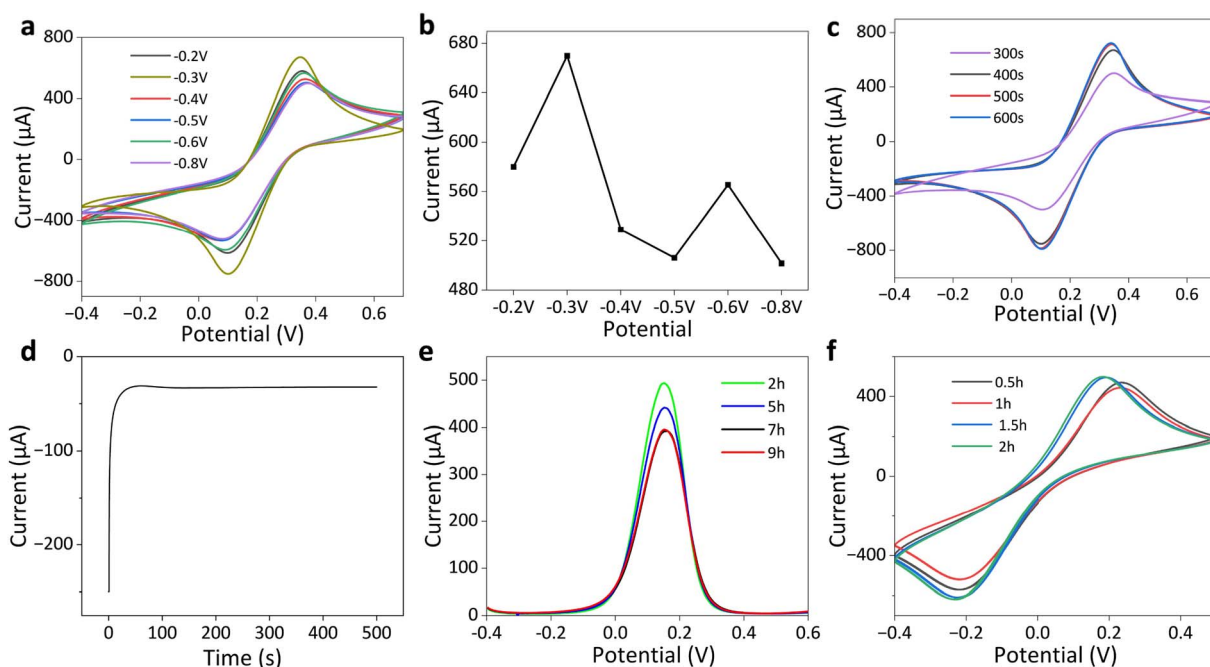 a
800
400
0
−400
−800
Current (μA)
-0.2V
-0.3V
-0.4V
-0.5V
-0.6V
-0.8V
−0.4 −0.2 0.0 0.2 0.4 0.6
Potential (V)
b
680
640
600
560
520
480
Current (μA)
-0.2V -0.3V -0.4V -0.5V -0.6V -0.8V
Potential
c
800
400
0
−400
−800
Current (μA)
300s
400s
500s
600s
−0.4 −0.2 0.0 0.2 0.4 0.6
Potential (V)
d
0
−100
−200
Current (μA)
0 100 200 300 400 500
Time (s)
e
500
400
300
200
100
0
Current (μA)
2h
5h
7h
9h
−0.4 −0.2 −0.0 0.2 0.4 0.6
Potential (V)
f
400
0
−400
Current (μA)
0.5h
1h
1.5h
2h
−0.4 −0.2 0.0 0.2 0.4
Potential (V)